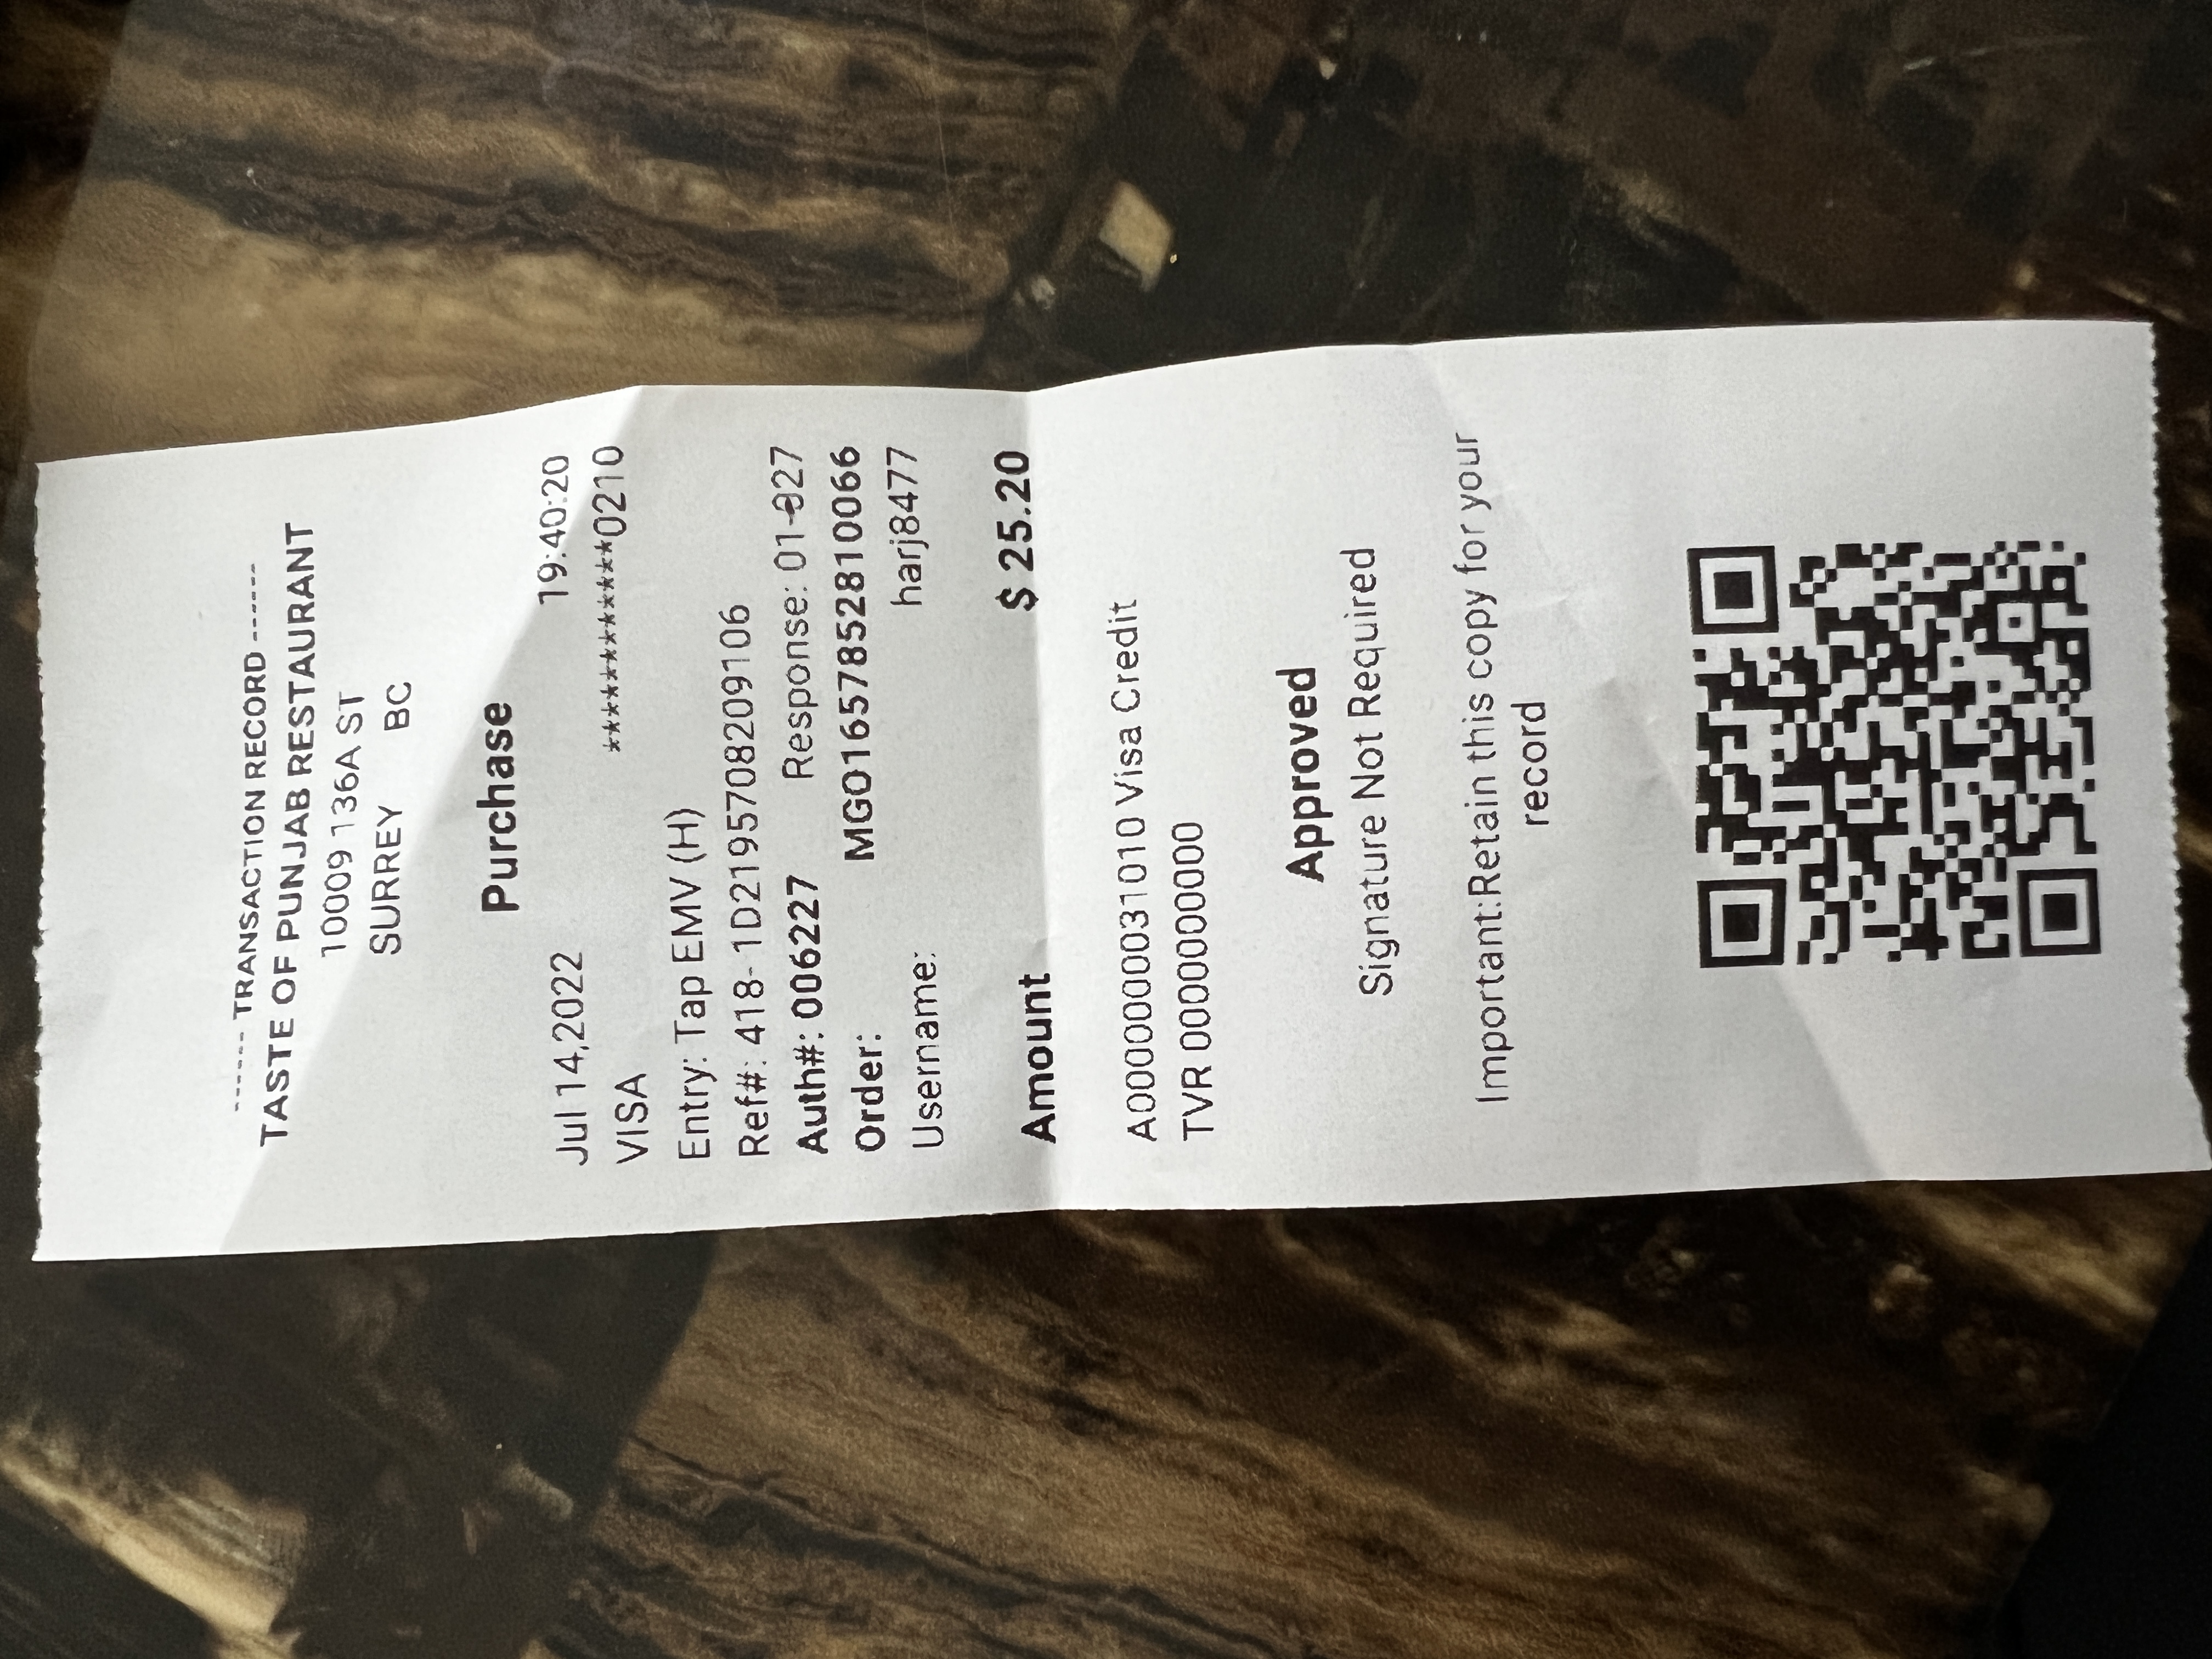 ------ TRANSACTION RECORD ------
TASTE OF PUNJAB RESTAURANT
10009 136A ST
SURREY BC
Purchase
Jul 14,2022 19:40:20
VISA ************0210
Entry: Tap EMV (H)
Ref#: 418- 1D2195708209106
Auth#: 006227 Response: 01-027
Order: MGO1657852810066
Username: harj8477
Amount $ 25.20
A0000000031010 Visa Credit
TVR 0000000000
Approved
Signature Not Required
Important:Retain this copy for your
record